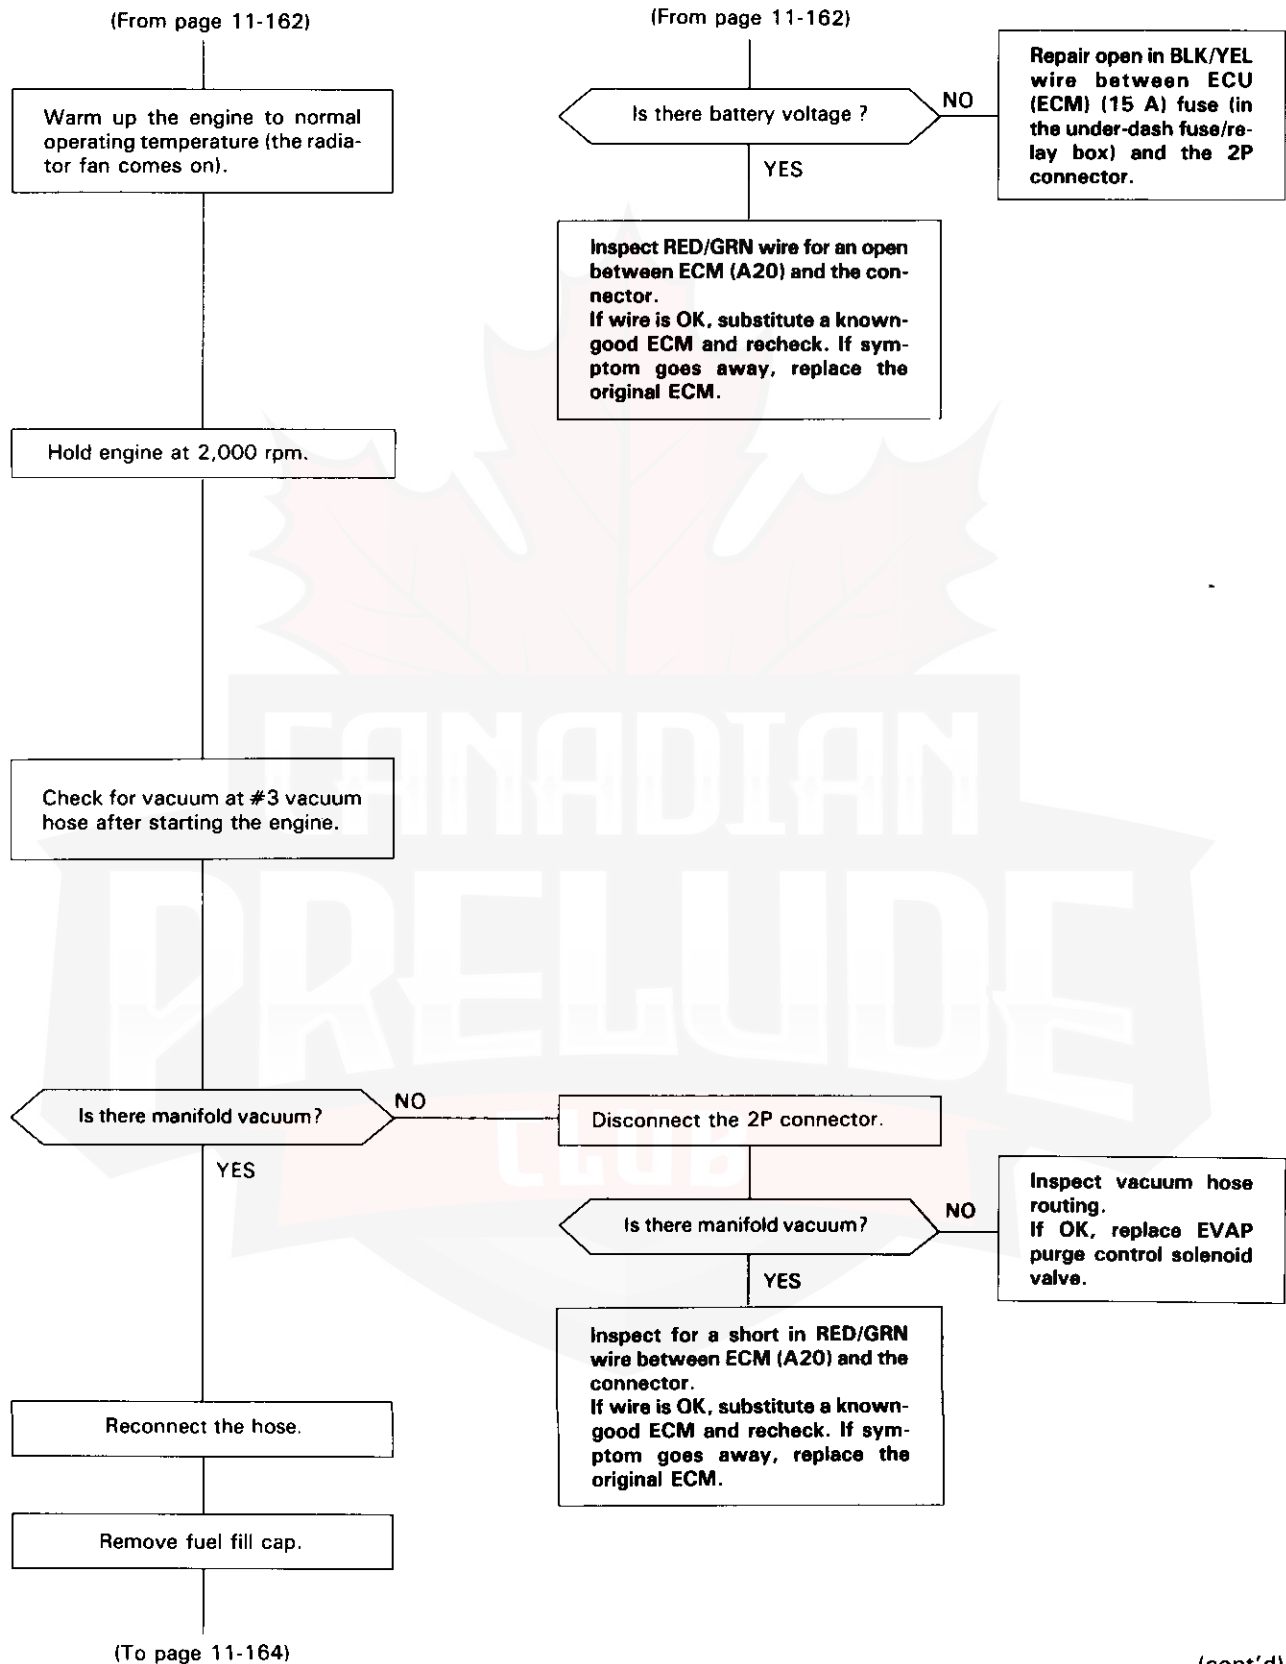 (From page 11-162)
Warm up the engine to normal
operating temperature (the radia-
tor fan comes on).
Hold engine at 2,000 rpm.
Check for vacuum at #3 vacuum
hose after starting the engine.
Is there manifold vacuum?
NO
YES
Reconnect the hose.
Remove fuel fill cap.
(To page 11-164)
(From page 11-162)
Is there battery voltage ?
NO
YES
Repair open in BLK/YEL
wire between ECU
(ECM) (15 A) fuse (in
the under-dash fuse/re-
lay box) and the 2P
connector.
Inspect RED/GRN wire for an open
between ECM (A20) and the con-
nector.
If wire is OK, substitute a known-
good ECM and recheck. If sym-
ptom goes away, replace the
original ECM.
Disconnect the 2P connector.
Is there manifold vacuum?
NO
YES
Inspect vacuum hose
routing.
If OK, replace EVAP
purge control solenoid
valve.
Inspect for a short in RED/GRN
wire between ECM (A20) and the
connector.
If wire is OK, substitute a known-
good ECM and recheck. If sym-
ptom goes away, replace the
original ECM.
(cont'd)
CANADIAN
PRELUDE
CLUB